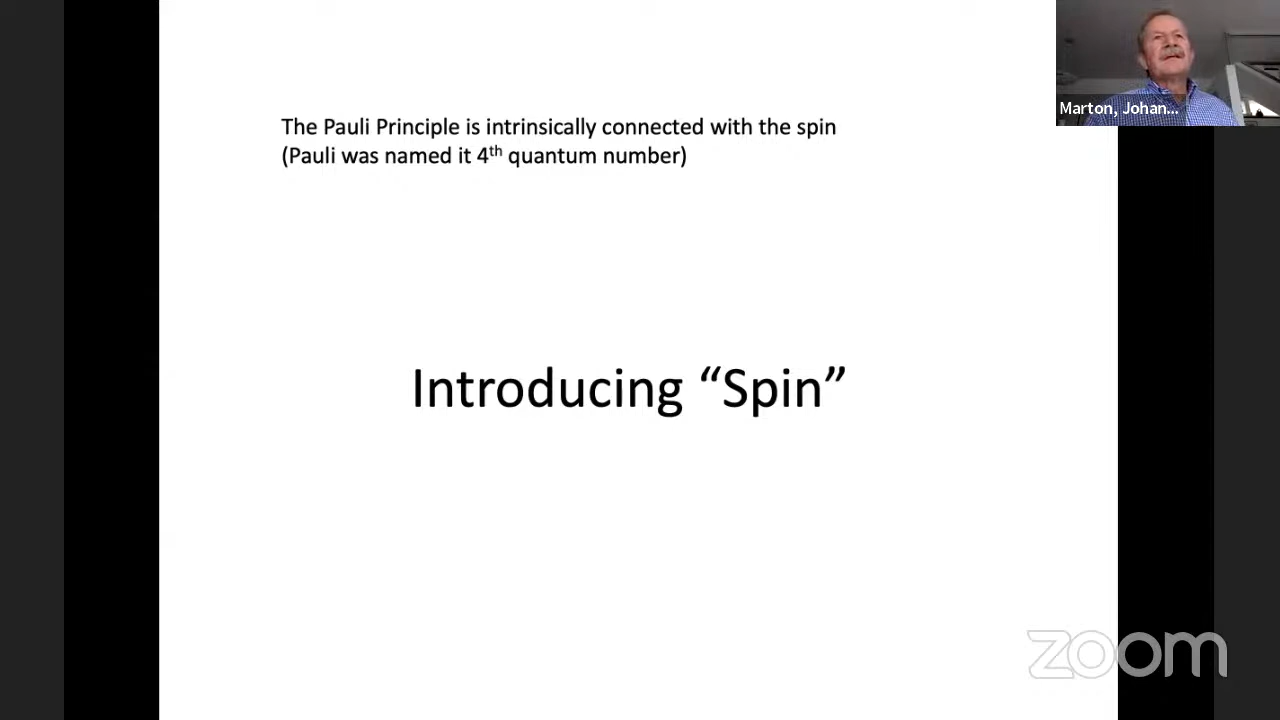 The Pauli Principle is intrinsically connected with the spin
(Pauli was named it 4th quantum number)
Marton, Johan...
Introducing “Spin”
zoom